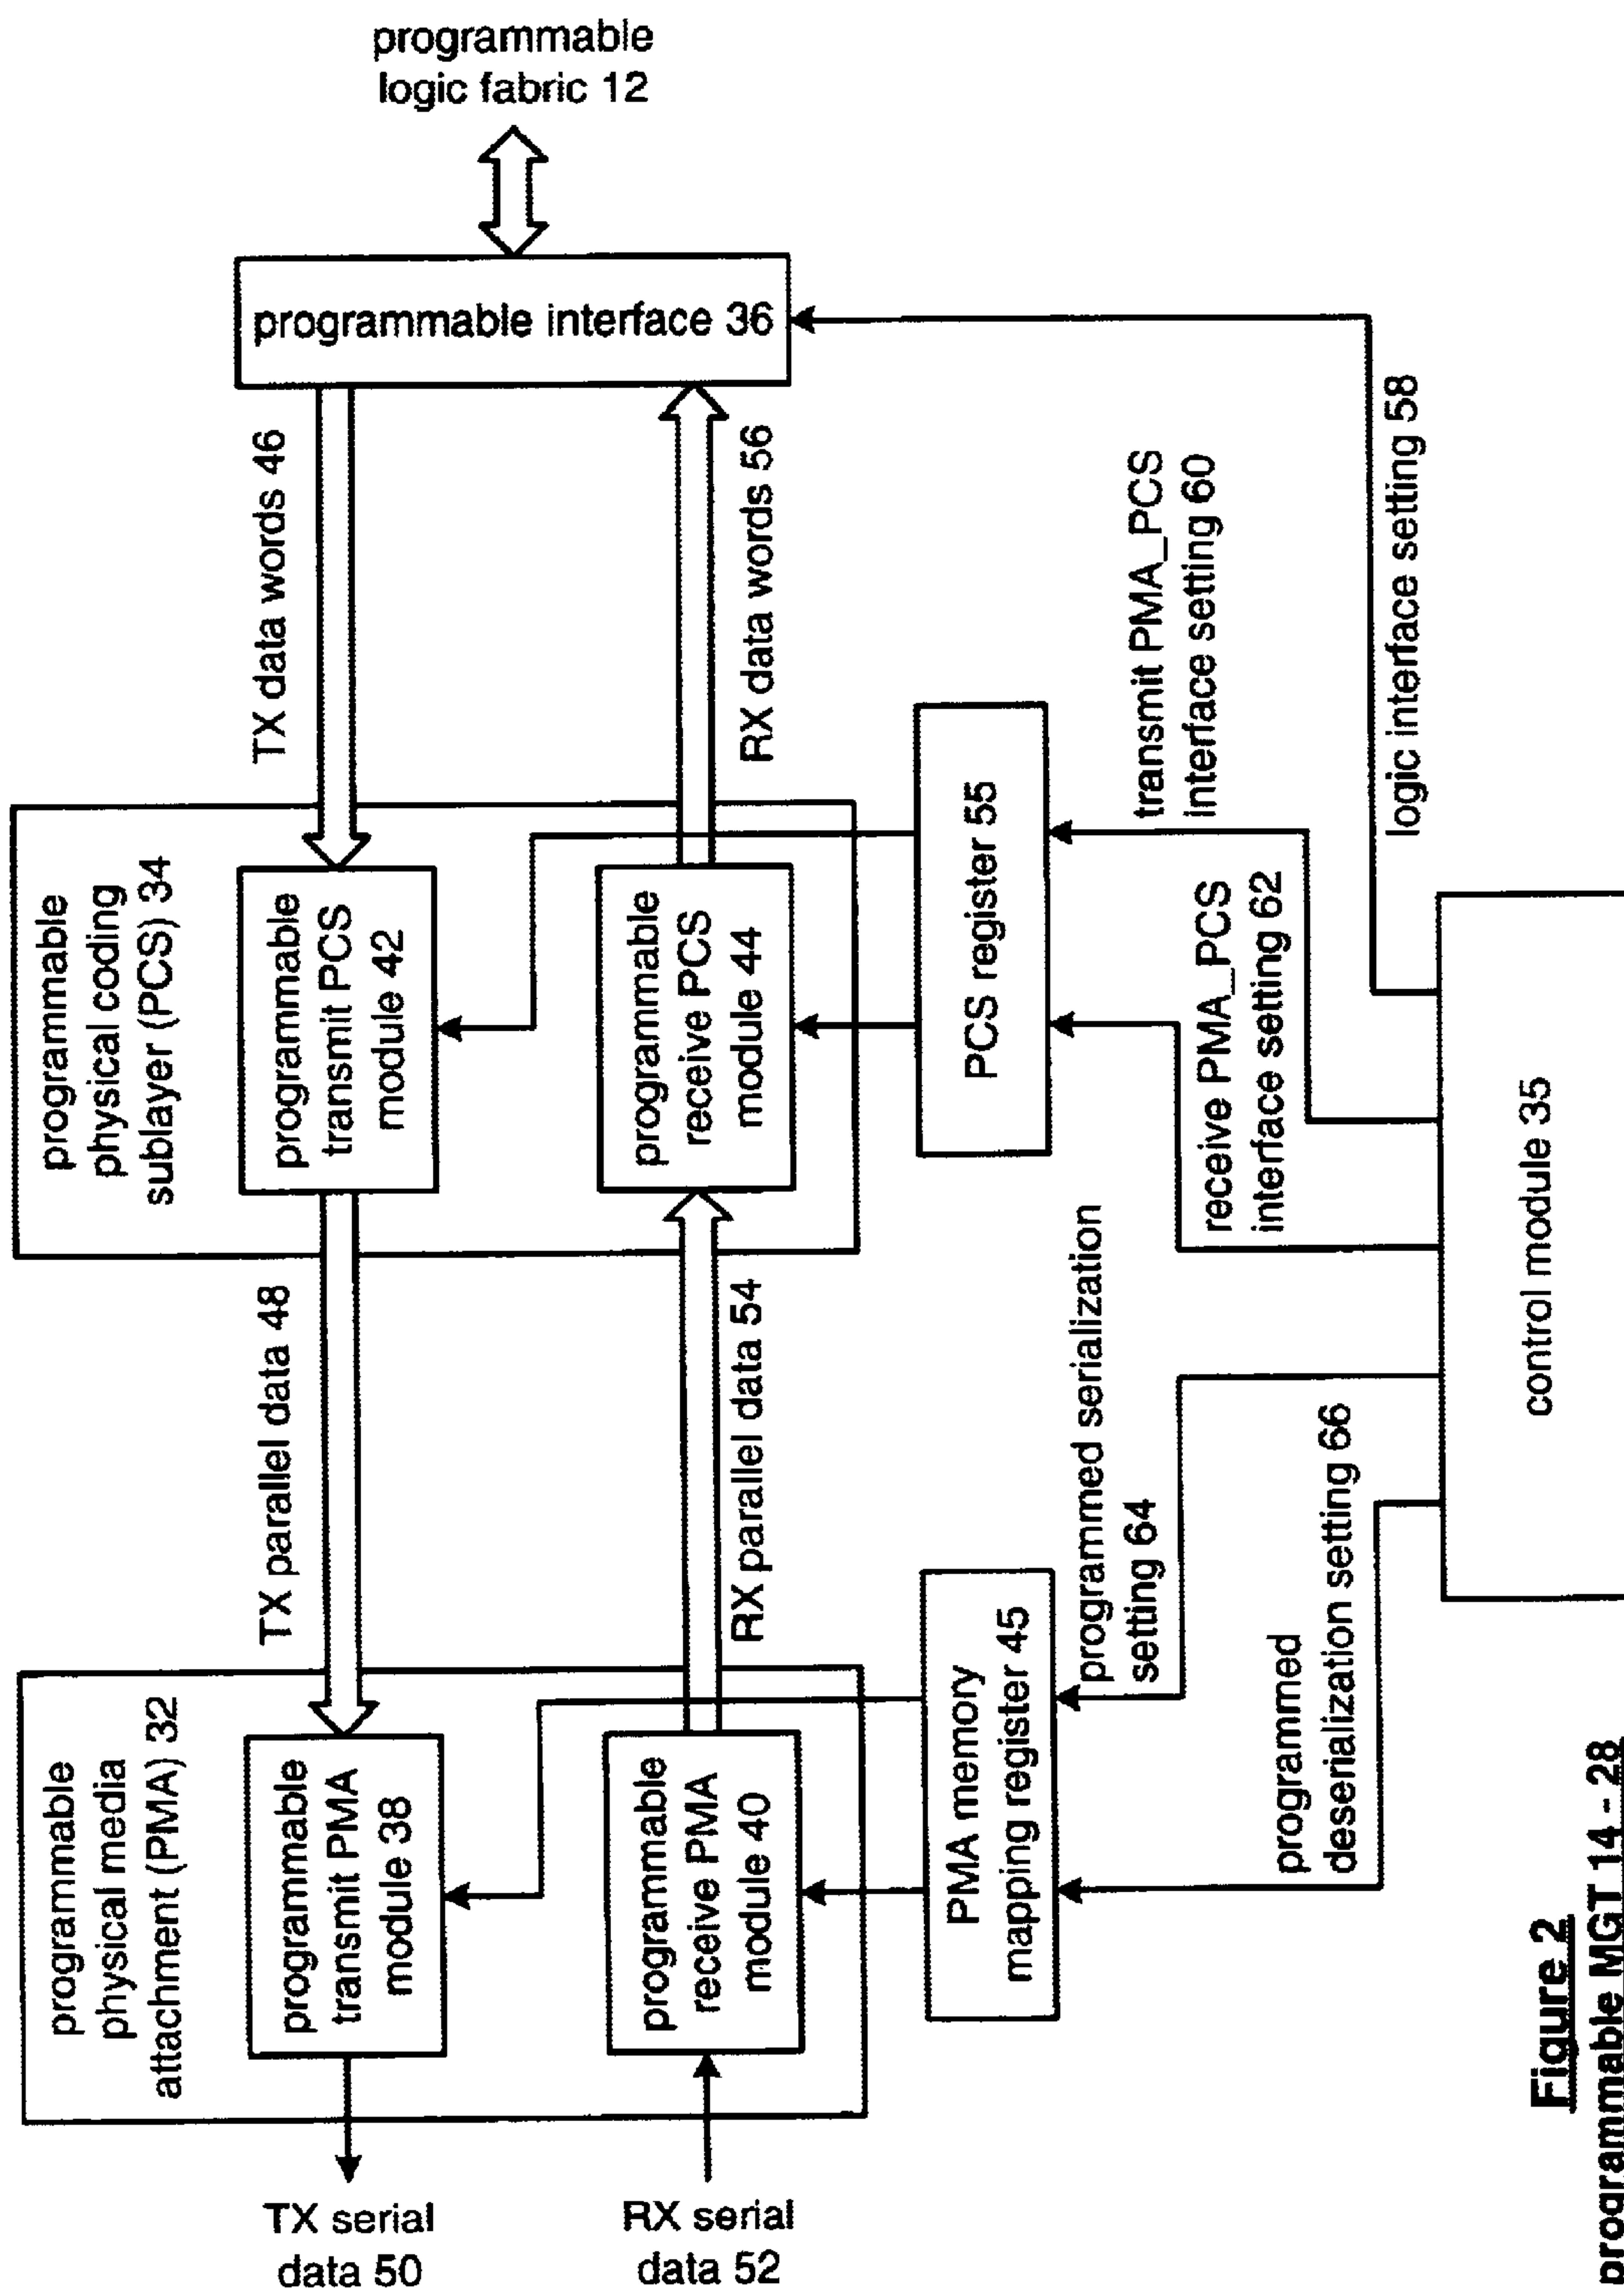 programmable
logic fabric 12
programmable interface 36
TX data words 46
RX data words 56
programmable
physical coding
sublayer (PCS) 34
programmable
transmit PCS
module 42
programmable
receive PCS
module 44
PCS register 55
transmit PMA_PCS
interface setting 60
logic interface setting 58
receive PMA_PCS
interface setting 62
TX parallel data 48
RX parallel data 54
programmed serialization
setting 64
programmed
deserialization setting 66
control module 35
programmable
physical media
attachment (PMA) 32
programmable
transmit PMA
module 38
programmable
receive PMA
module 40
PMA memory
mapping register 45
TX serial
data 50
RX serial
data 52
Figure 2
programmable MGT 14 - 28